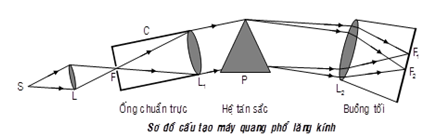 C
F
F₁
F₂
S
L
L₁
P
L₂
Ống chuẩn trực Hệ tán sắc Buồng tối
Sơ đồ cấu tạo máy quang phổ lăng kính